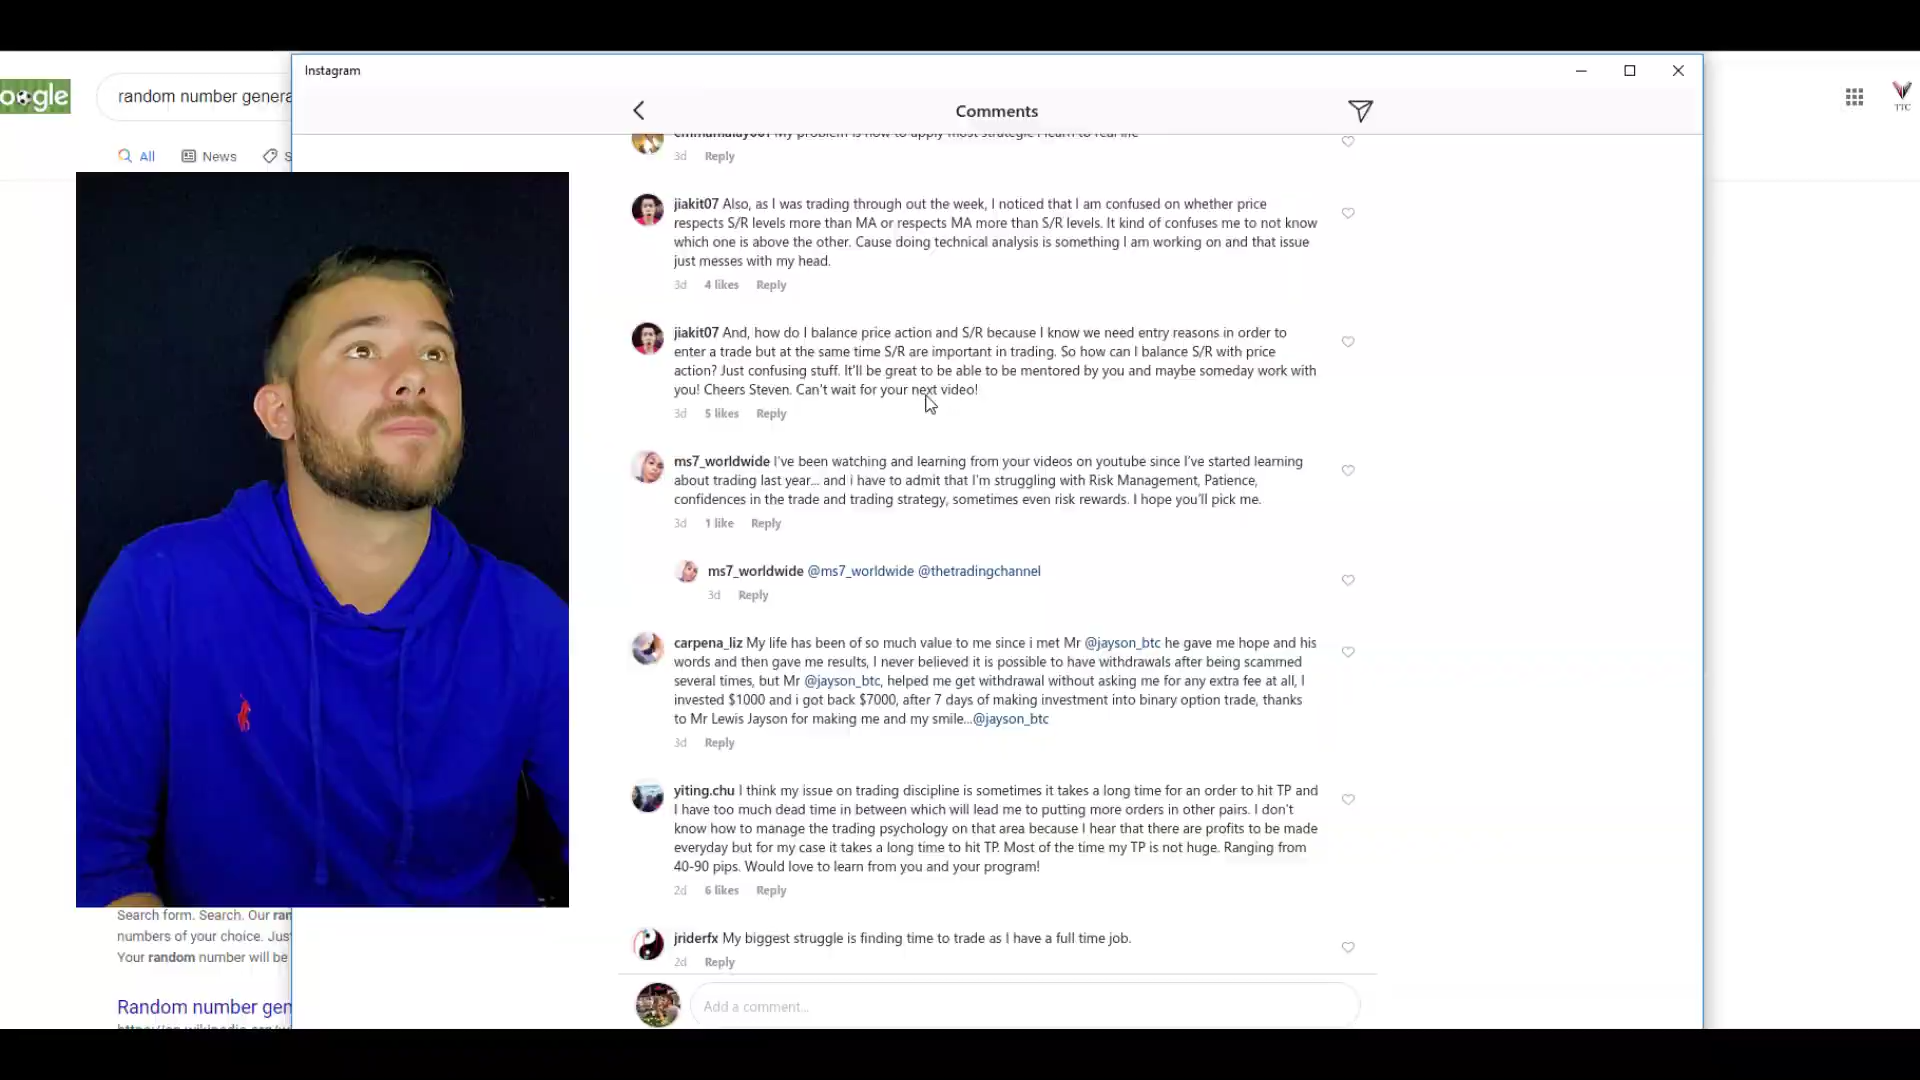 Instagram
oogle
random number genera
TTC
Comments
All
News
S
emmamalay001 My problem is how to apply most strategie I learn to real life
3d Reply
jiakit07 Also, as I was trading through out the week, I noticed that I am confused on whether price
respects S/R levels more than MA or respects MA more than S/R levels. It kind of confuses me to not know
which one is above the other. Cause doing technical analysis is something I am working on and that issue
just messes with my head.
3d 4 likes Reply
jiakit07 And, how do I balance price action and S/R because I know we need entry reasons in order to
enter a trade but at the same time S/R are important in trading. So how can I balance S/R with price
action? Just confusing stuff. It'll be great to be able to be mentored by you and maybe someday work with
you! Cheers Steven. Can't wait for your next video!
3d 5 likes Reply
ms7_worldwide I've been watching and learning from your videos on youtube since I've started learning
about trading last year... and i have to admit that I'm struggling with Risk Management, Patience,
confidences in the trade and trading strategy, sometimes even risk rewards. I hope you'll pick me.
3d 1 like Reply
ms7_worldwide @ms7_worldwide @thetradingchannel
3d Reply
carpena_liz My life has been of so much value to me since i met Mr @jayson_btc he gave me hope and his
words and then gave me results, I never believed it is possible to have withdrawals after being scammed
several times, but Mr @jayson_btc, helped me get withdrawal without asking me for any extra fee at all, I
invested $1000 and i got back $7000, after 7 days of making investment into binary option trade, thanks
to Mr Lewis Jayson for making me and my smile...@jayson_btc
3d Reply
yiting.chu I think my issue on trading discipline is sometimes it takes a long time for an order to hit TP and
I have too much dead time in between which will lead me to putting more orders in other pairs. I don't
know how to manage the trading psychology on that area because I hear that there are profits to be made
everyday but for my case it takes a long time to hit TP. Most of the time my TP is not huge. Ranging from
40-90 pips. Would love to learn from you and your program!
2d 6 likes Reply
jriderfx My biggest struggle is finding time to trade as I have a full time job.
2d Reply
Add a comment...
Search form. Search. Our ran
numbers of your choice. Jus
Your random number will be
Random number gen